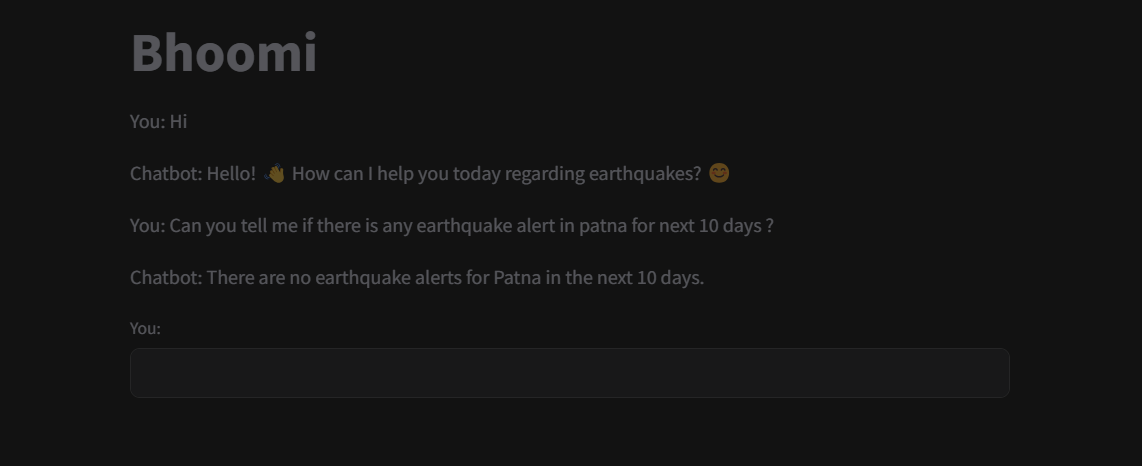 Bhoomi
You: Hi
Chatbot: Hello! 👋 How can I help you today regarding earthquakes? 😊
You: Can you tell me if there is any earthquake alert in patna for next 10 days ?
Chatbot: There are no earthquake alerts for Patna in the next 10 days.
You: